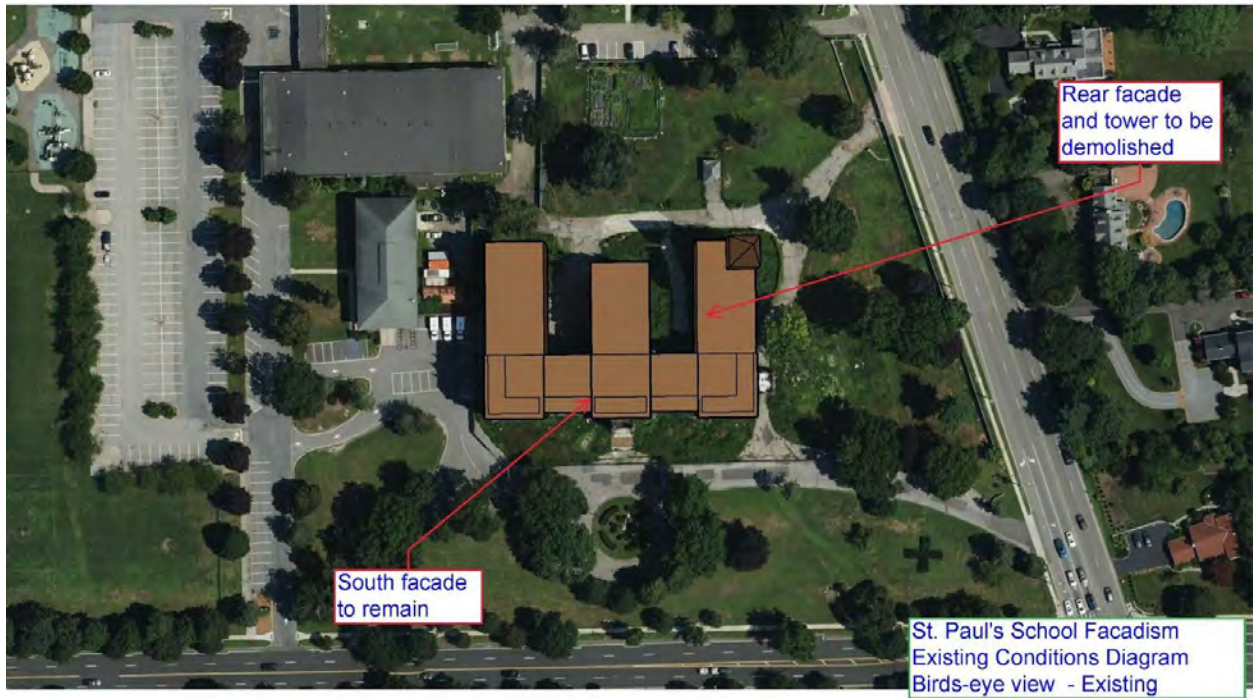 Rear facade
and tower to be
demolished
South facade
to remain
St. Paul's School Facadism
Existing Conditions Diagram
Birds-eye view - Existing